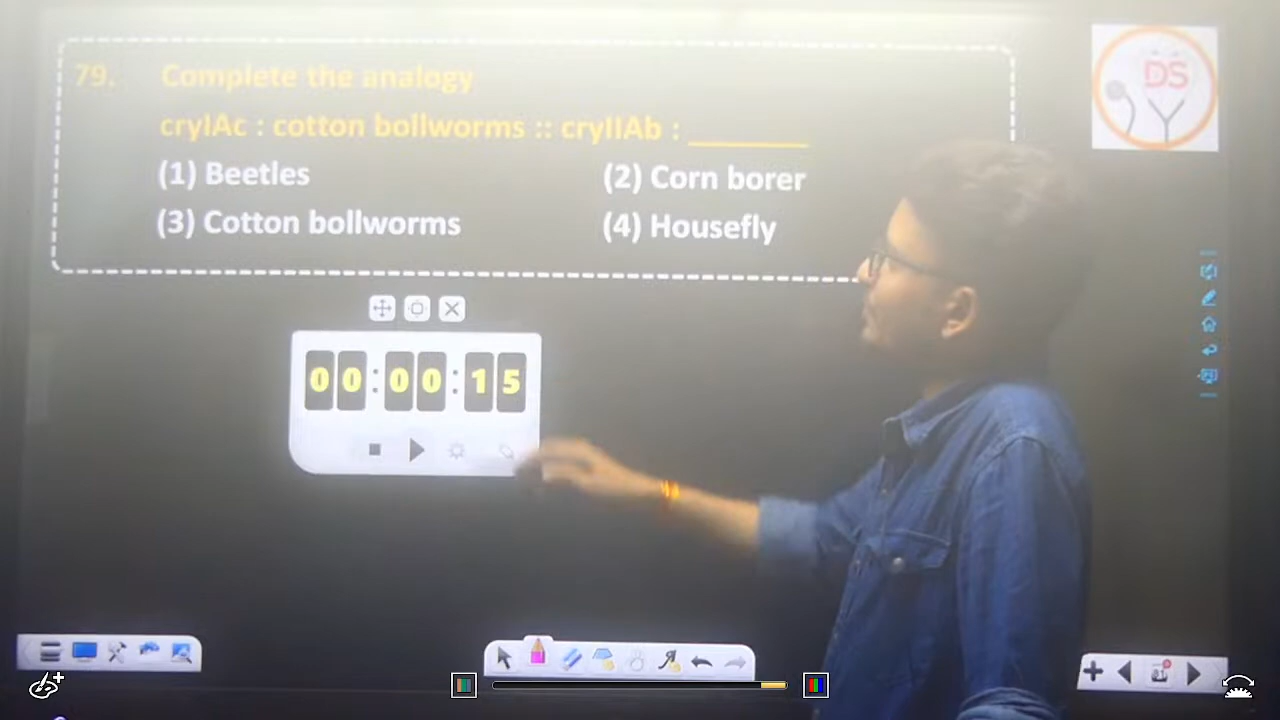 79. Complete the analogy
cryIAc : cotton bollworms :: cryIIAb : ________
(1) Beetles
(2) Corn borer
(3) Cotton bollworms
(4) Housefly
DS
00:00:15